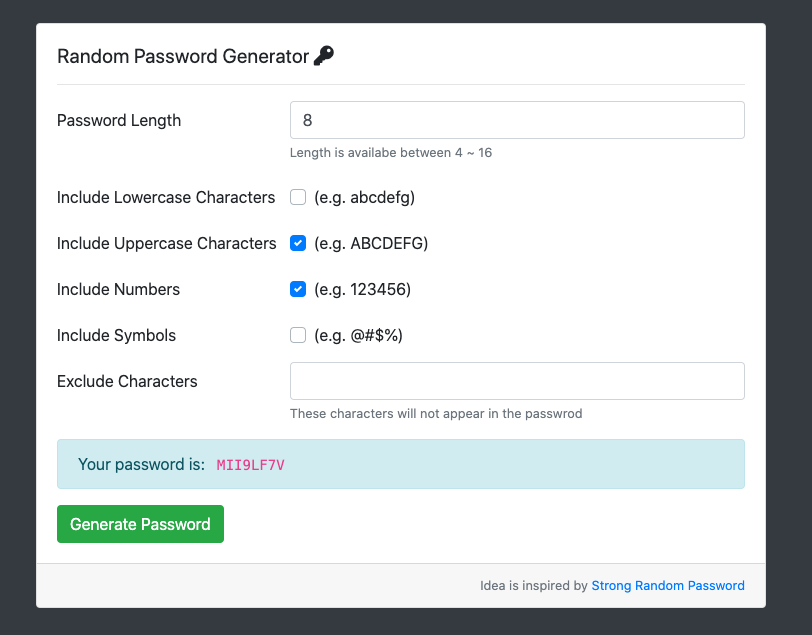 Random Password Generator
Password Length
8
Length is availabe between 4 ~ 16
Include Lowercase Characters (e.g. abcdefg)
Include Uppercase Characters (e.g. ABCDEFG)
Include Numbers (e.g. 123456)
Include Symbols (e.g. @#$%)
Exclude Characters
These characters will not appear in the passwrod
Your password is: MII9LF7V
Generate Password
Idea is inspired by Strong Random Password